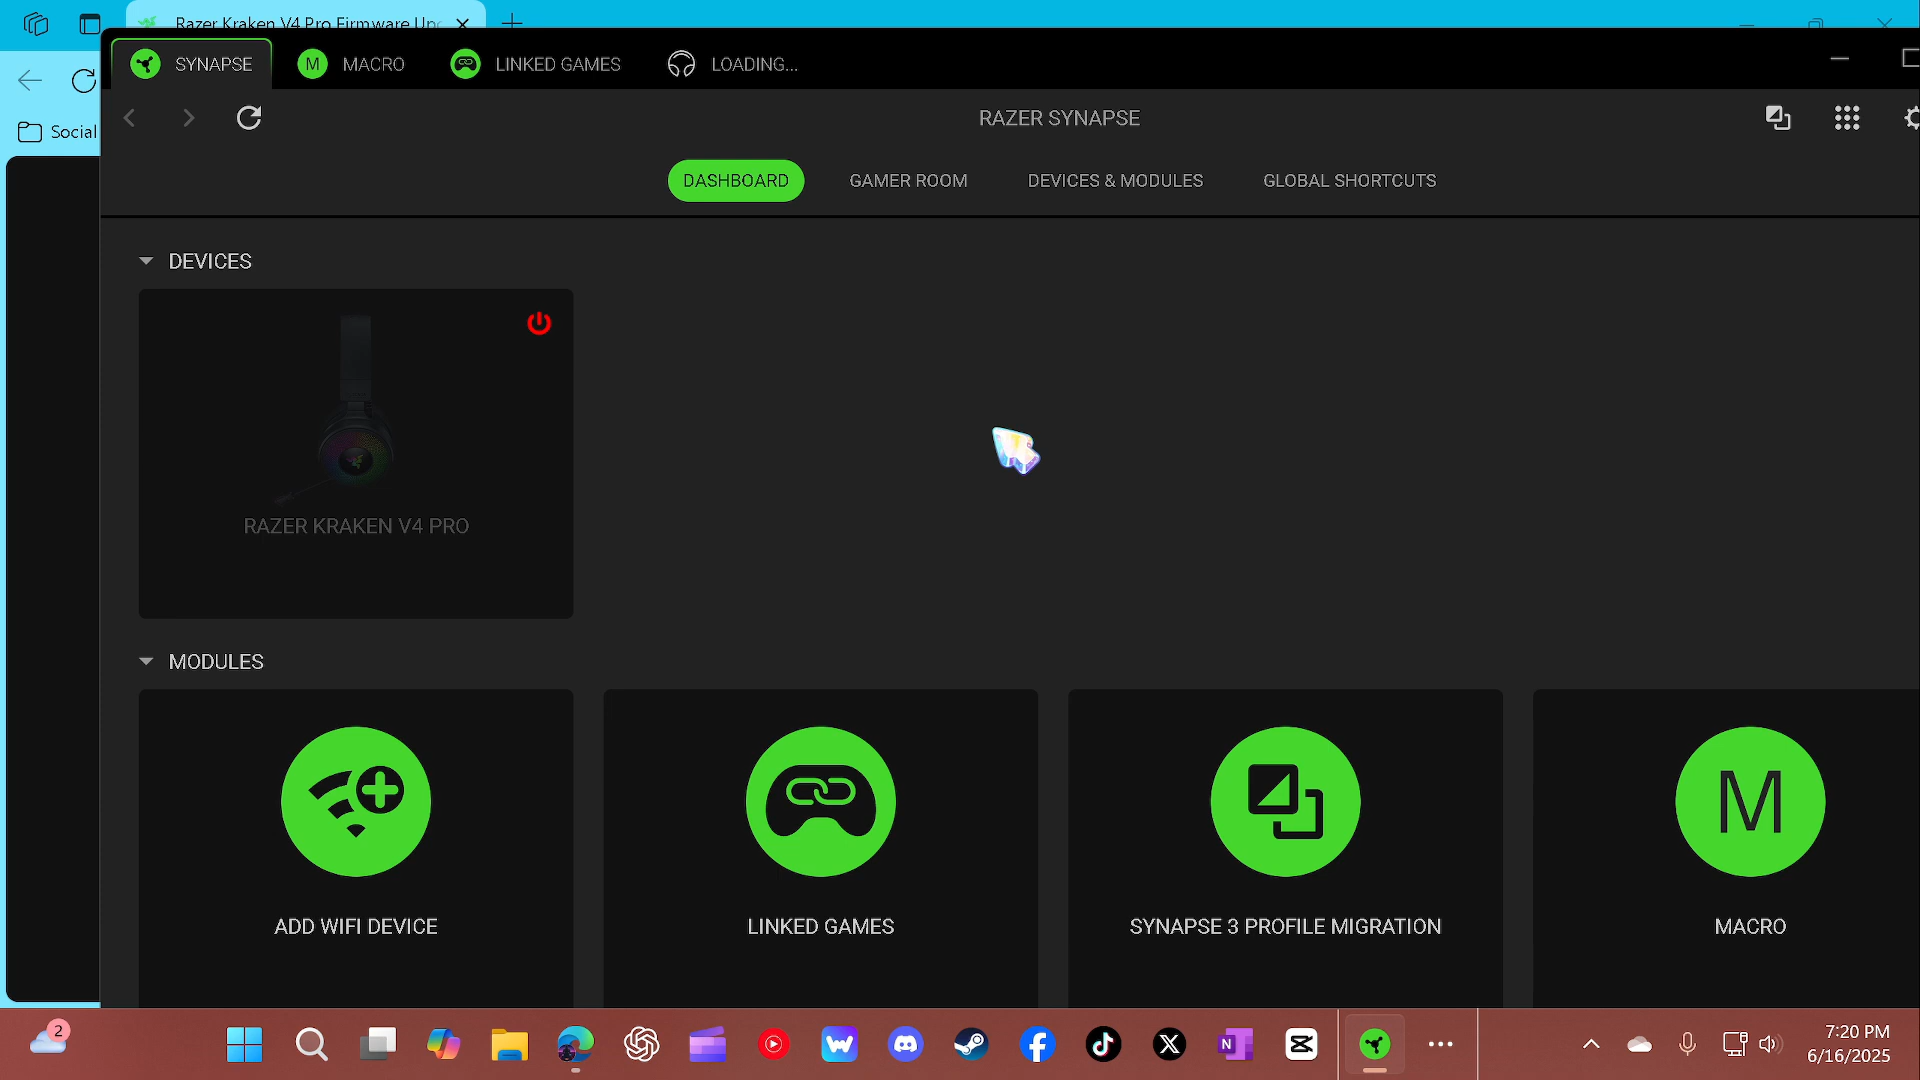 Razer Kraken V4 Pro Firmware Up
SYNAPSE
M
MACRO
LINKED GAMES
LOADING...
RAZER SYNAPSE
Social
DASHBOARD
GAMER ROOM
DEVICES & MODULES
GLOBAL SHORTCUTS
DEVICES
RAZER KRAKEN V4 PRO
MODULES
M
ADD WIFI DEVICE
LINKED GAMES
SYNAPSE 3 PROFILE MIGRATION
MACRO
2
N
7:20 PM
6/16/2025